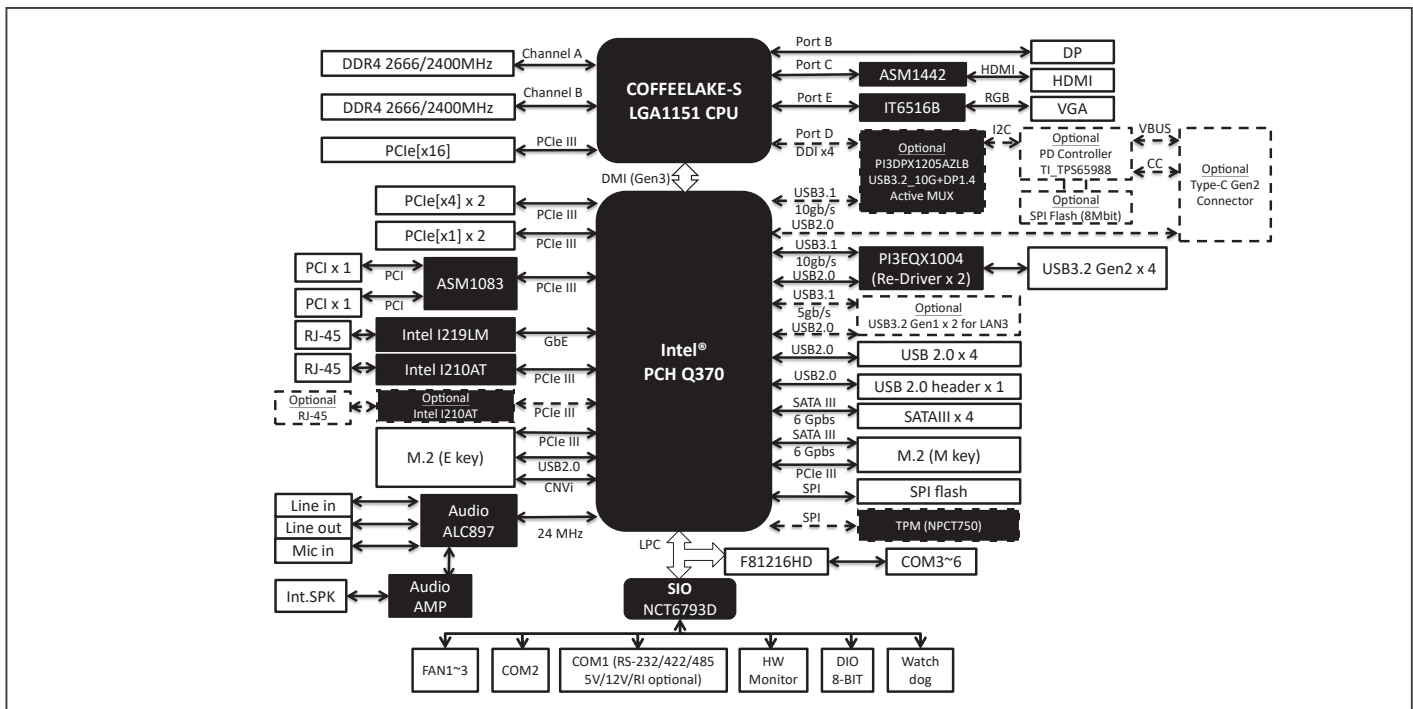 DDR4 2666/2400MHz
Channel A
DDR4 2666/2400MHz
Channel B
PCIe[x16]
PCIe III
COFFEELAKE-S
LGA1151 CPU
Port B
DP
Port C
ASM1442
HDMI
HDMI
Port E
IT6516B
RGB
VGA
Port D
DDI x4
Optional
PI3DPX1205AZLB
USB3.2_10G+DP1.4
Active MUX
I2C
Optional
PD Controller
TI_TPS65988
VBUS
CC
Optional
SPI Flash (8Mbit)
Optional
Type-C Gen2
Connector
DMI (Gen3)
PCIe[x4] x 2
PCIe III
PCIe[x1] x 2
PCIe III
PCI x 1
PCI
PCI x 1
PCI
ASM1083
PCIe III
RJ-45
Intel I219LM
GbE
RJ-45
Intel I210AT
PCIe III
Optional
RJ-45
Optional
Intel I210AT
PCIe III
M.2 (E key)
PCIe III
USB2.0
CNVi
Line in
Line out
Mic in
Audio
ALC897
24 MHz
Int.SPK
Audio
AMP
Intel®
PCH Q370
USB3.1
10gb/s
USB2.0
USB3.1
10gb/s
USB2.0
PI3EQX1004
(Re-Driver x 2)
USB3.2 Gen2 x 4
USB3.1
5gb/s
USB2.0
Optional
USB3.2 Gen1 x 2 for LAN3
USB2.0
USB 2.0 x 4
USB2.0
USB 2.0 header x 1
SATA III
6 Gpbs
SATAIII x 4
SATA III
6 Gpbs
PCIe III
M.2 (M key)
SPI
SPI flash
SPI
TPM (NPCT750)
LPC
F81216HD
COM3~6
SIO
NCT6793D
FAN1~3
COM2
COM1 (RS-232/422/485
5V/12V/RI optional)
HW
Monitor
DIO
8-BIT
Watch
dog